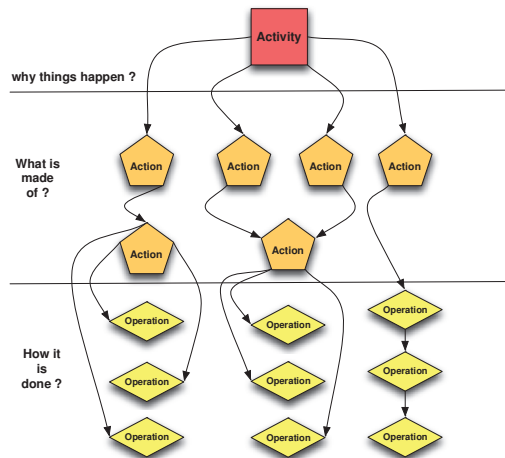 Activity
why things happen ?
Action
Action
Action
Action
What is
made
of ?
Action
Action
Operation
Operation
Operation
How it
is
done ?
Operation
Operation
Operation
Operation
Operation
Operation